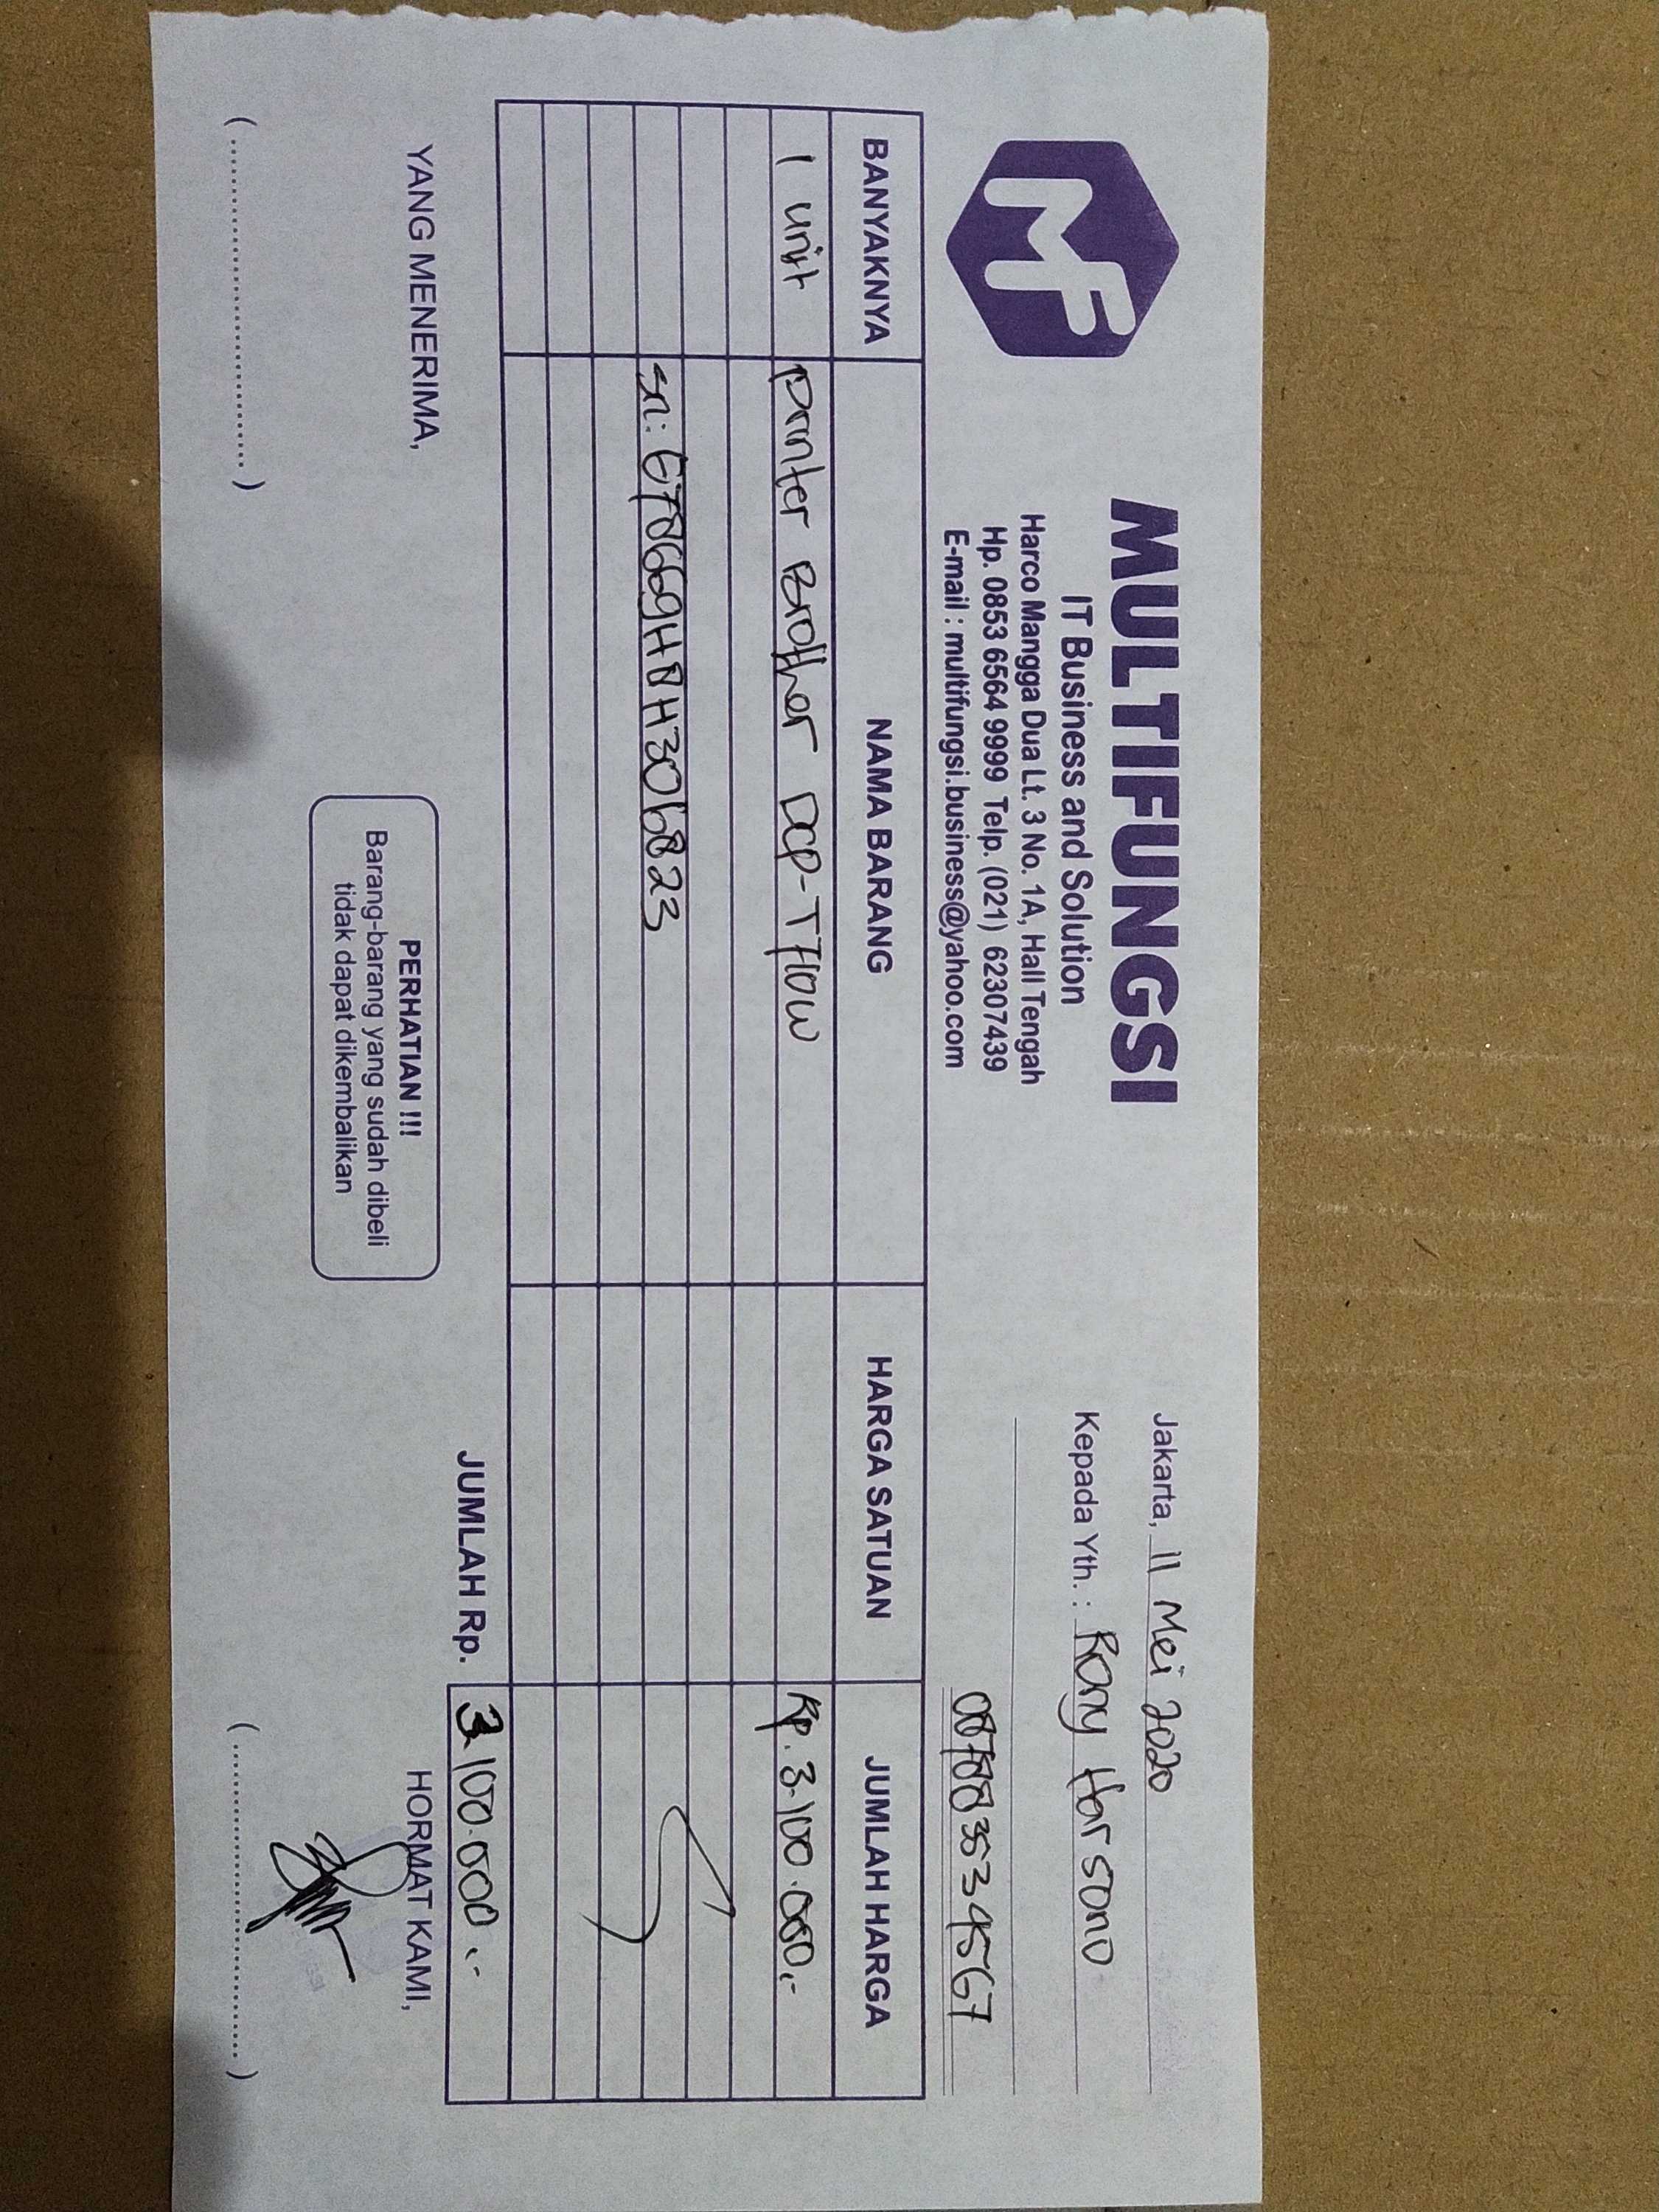 MF
MULTIFUNGSI
IT Business and Solution
Harco Mangga Dua Lt. 3 No. 1A, Hall Tengah
Hp. 0853 6564 9999 Telp. (021) 62307439
E-mail : multifungsi.business@yahoo.com
Jakarta, 11 Mei 2020
Kepada Yth. : Rony Harsono
087883534567
BANYAKNYA NAMA BARANG HARGA SATUAN JUMLAH HARGA
1 unit printer Brother DCP-T710W Rp. 3.100.000,-
sn: E78669H8H306823
JUMLAH Rp. 3.100.000.-
YANG MENERIMA,
PERHATIAN !!!
Barang-barang yang sudah dibeli
tidak dapat dikembalikan
HORMAT KAMI,
(....................................)
(....................................)